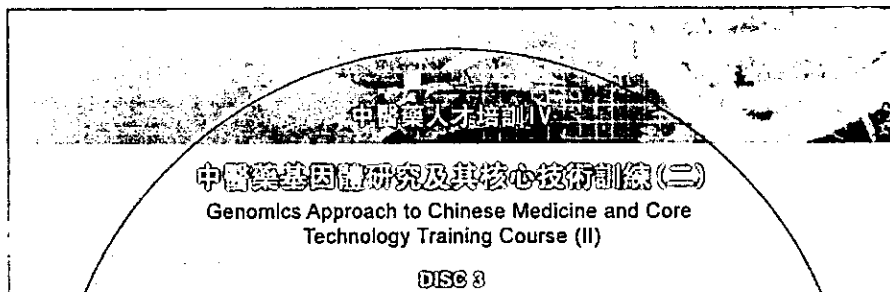 中醫藥人才培訓IV
中醫藥基因體研究及其核心技術訓練(二)
Genomics Approach to Chinese Medicine and Core
Technology Training Course (II)
DISC 3